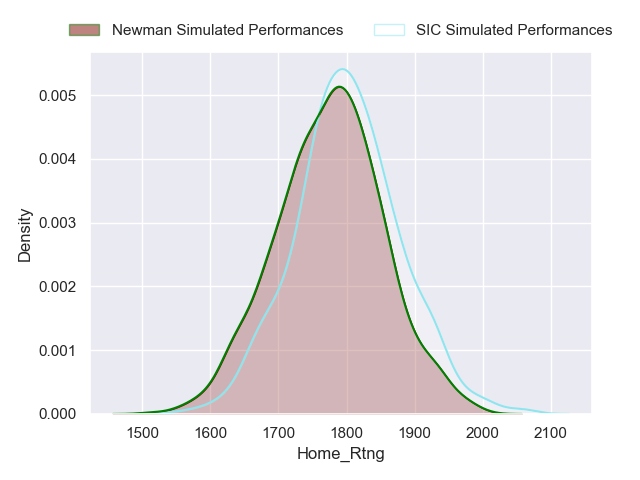 Newman Simulated Performances SIC Simulated Performances
0.005
0.004
0.003
0.002
0.001
0.000
Density
1500 1600 1700 1800 1900 2000 2100
Home_Rtng